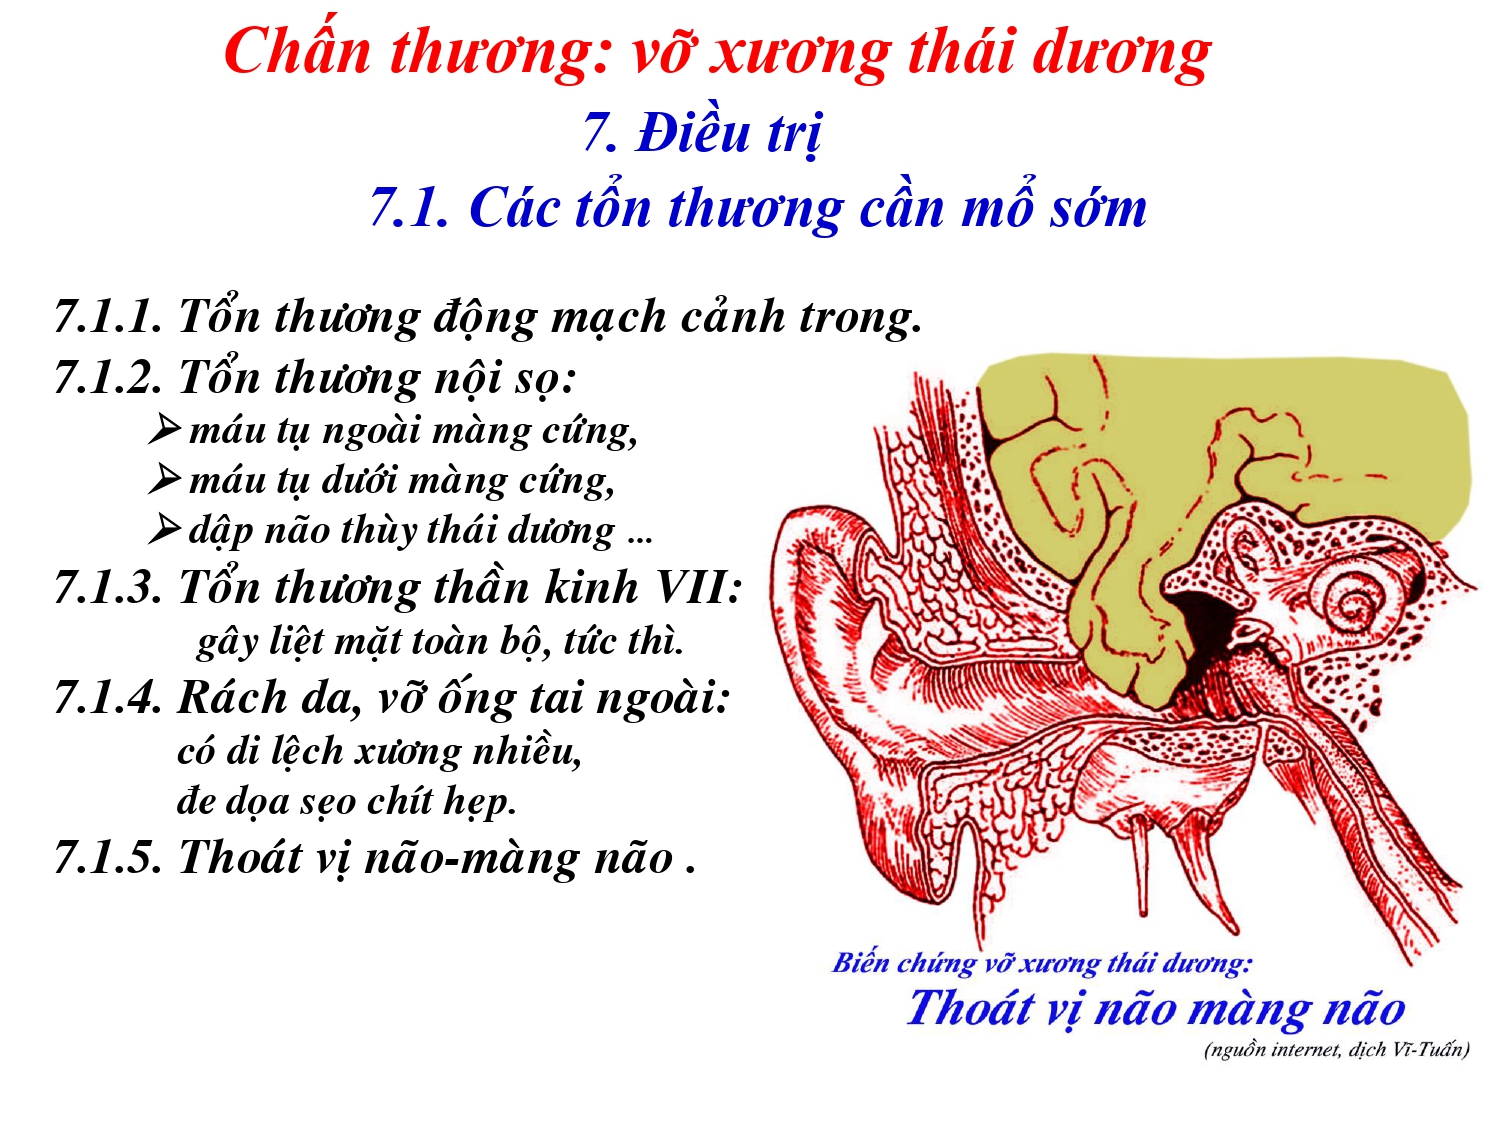 Chấn thương: vỡ xương thái dương
7. Điều trị
7.1. Các tổn thương cần mổ sớm
7.1.1. Tổn thương động mạch cảnh trong.
7.1.2. Tổn thương nội sọ:
➢ máu tụ ngoài màng cứng,
➢ máu tụ dưới màng cứng,
➢ dập não thùy thái dương ...
7.1.3. Tổn thương thần kinh VII:
gây liệt mặt toàn bộ, tức thì.
7.1.4. Rách da, vỡ ống tai ngoài:
có di lệch xương nhiều,
đe dọa sẹo chít hẹp.
7.1.5. Thoát vị não-màng não .
Biến chứng vỡ xương thái dương:
Thoát vị não màng não
(nguồn internet, dịch Vĩ-Tuấn)